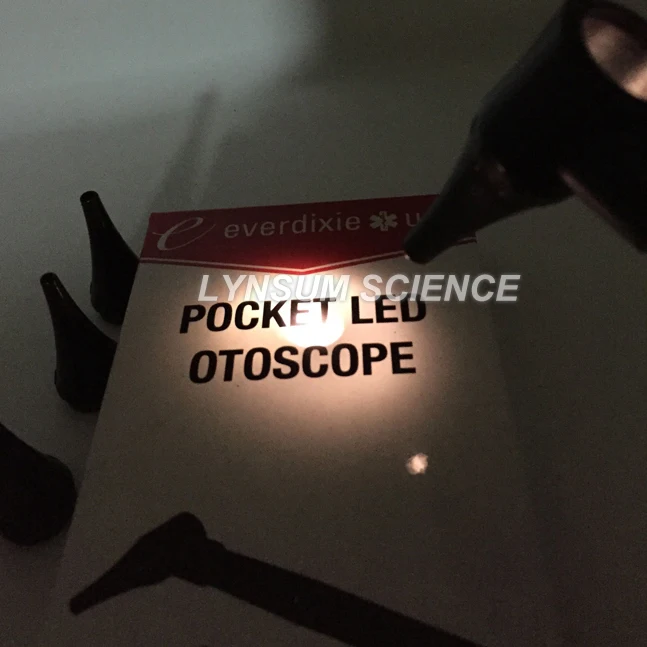 e everdixie
LYNSUM SCIENCE
POCKET LED
OTOSCOPE